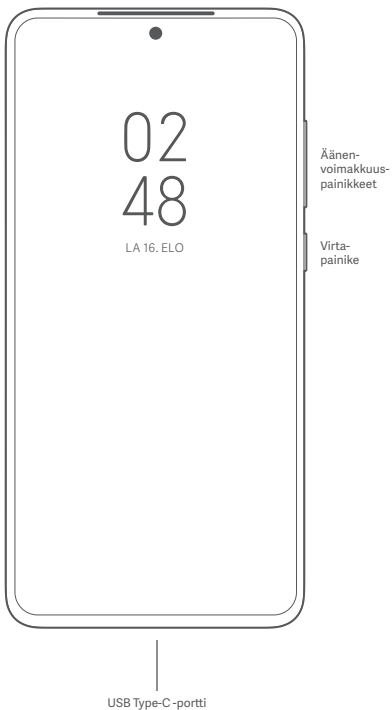 02
48
LA 16. ELO
Äänen-
voimakkuus-
painikkeet
Virta-
painike
USB Type-C -portti